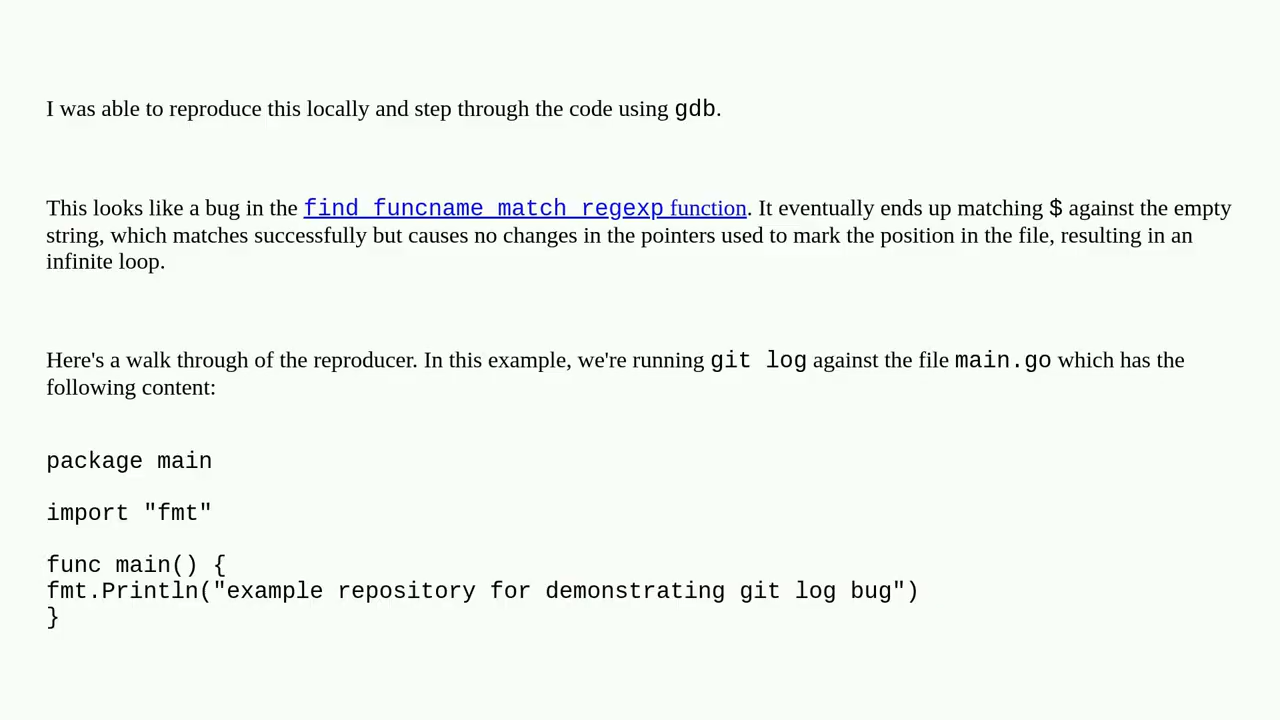 I was able to reproduce this locally and step through the code using gdb.
This looks like a bug in the find_funcname_match_regexp function. It eventually ends up matching $ against the empty
string, which matches successfully but causes no changes in the pointers used to mark the position in the file, resulting in an
infinite loop.
Here's a walk through of the reproducer. In this example, we're running git log against the file main.go which has the
following content:
package main
import "fmt"
func main() {
fmt.Println("example repository for demonstrating git log bug")
}